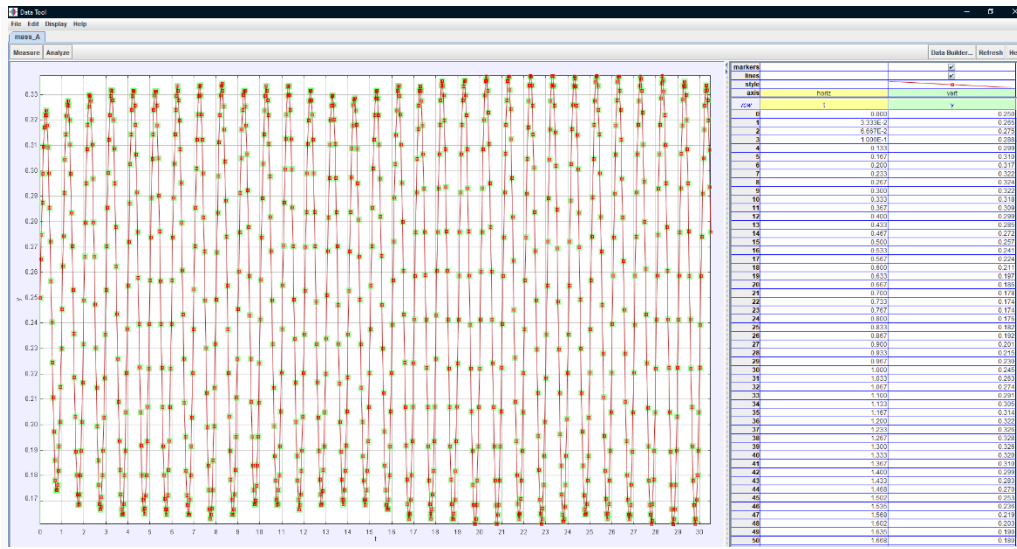 Data Tool
File Edit Display Help
mass_A
Measure Analyze
Data Builder... Refresh He
markers
lines
style
axis horiz vert
row t y
0 0.000 0.250
1 3.333E-2 0.265
2 6.667E-2 0.275
3 1.000E-1 0.288
4 0.133 0.299
5 0.167 0.310
6 0.200 0.317
7 0.233 0.322
8 0.267 0.324
9 0.300 0.322
10 0.333 0.318
11 0.367 0.309
12 0.400 0.299
13 0.433 0.285
14 0.467 0.272
15 0.500 0.257
16 0.533 0.241
17 0.567 0.224
18 0.600 0.211
19 0.633 0.197
20 0.667 0.186
21 0.700 0.178
22 0.733 0.174
23 0.767 0.174
24 0.800 0.176
25 0.833 0.182
26 0.867 0.192
27 0.900 0.201
28 0.933 0.215
29 0.967 0.230
30 1.000 0.245
31 1.033 0.263
32 1.067 0.274
33 1.100 0.291
34 1.133 0.305
35 1.167 0.314
36 1.200 0.322
37 1.233 0.326
38 1.267 0.328
39 1.300 0.326
40 1.333 0.320
41 1.367 0.310
42 1.400 0.299
43 1.433 0.283
44 1.468 0.270
45 1.502 0.253
46 1.535 0.236
47 1.569 0.219
48 1.602 0.203
49 1.635 0.190
50 1.668 0.180
0.33
0.32
0.31
0.30
0.29
0.28
0.27
0.26
y 0.25
0.24
0.23
0.22
0.21
0.20
0.19
0.18
0.17
0 1 2 3 4 5 6 7 8 9 10 11 12 13 14 15 16 17 18 19 20 21 22 23 24 25 26 27 28 29 30
t